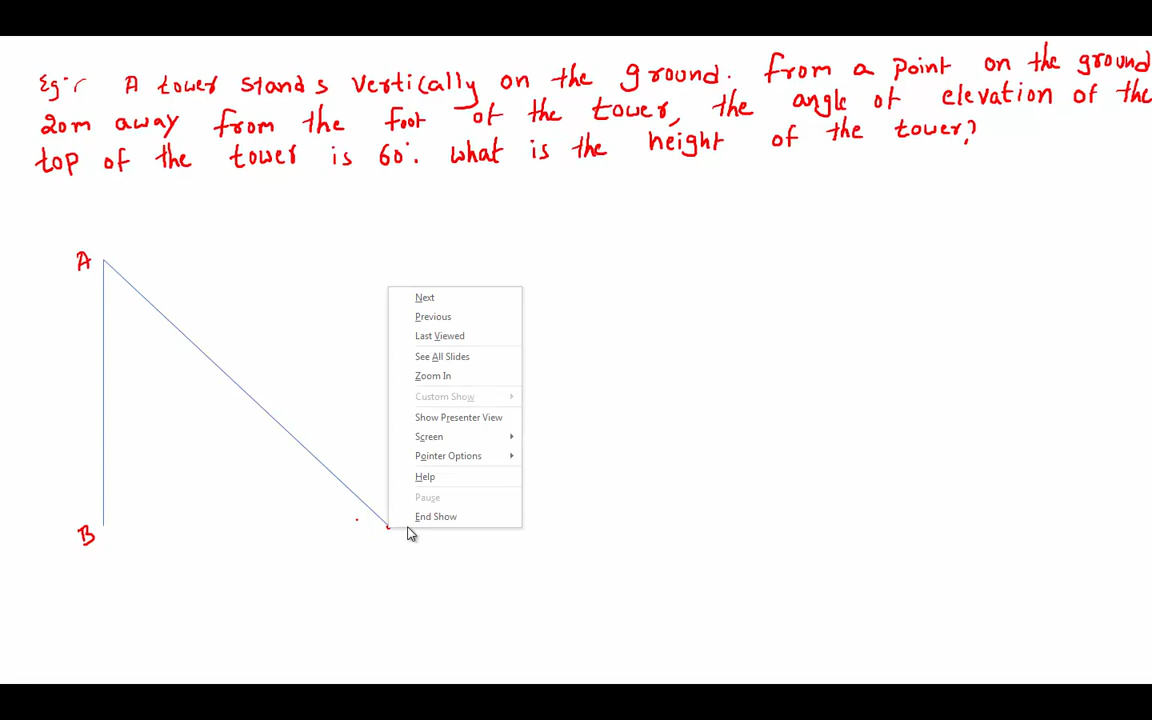 Eg:- A tower stands vertically on the ground. From a point on the ground
20m away from the foot of the tower, the angle of elevation of the
top of the tower is 60°. What is the height of the tower?
A
Next
Previous
Last Viewed
See All Slides
Zoom In
Custom Show
Show Presenter View
Screen
Pointer Options
Help
Pause
End Show
B